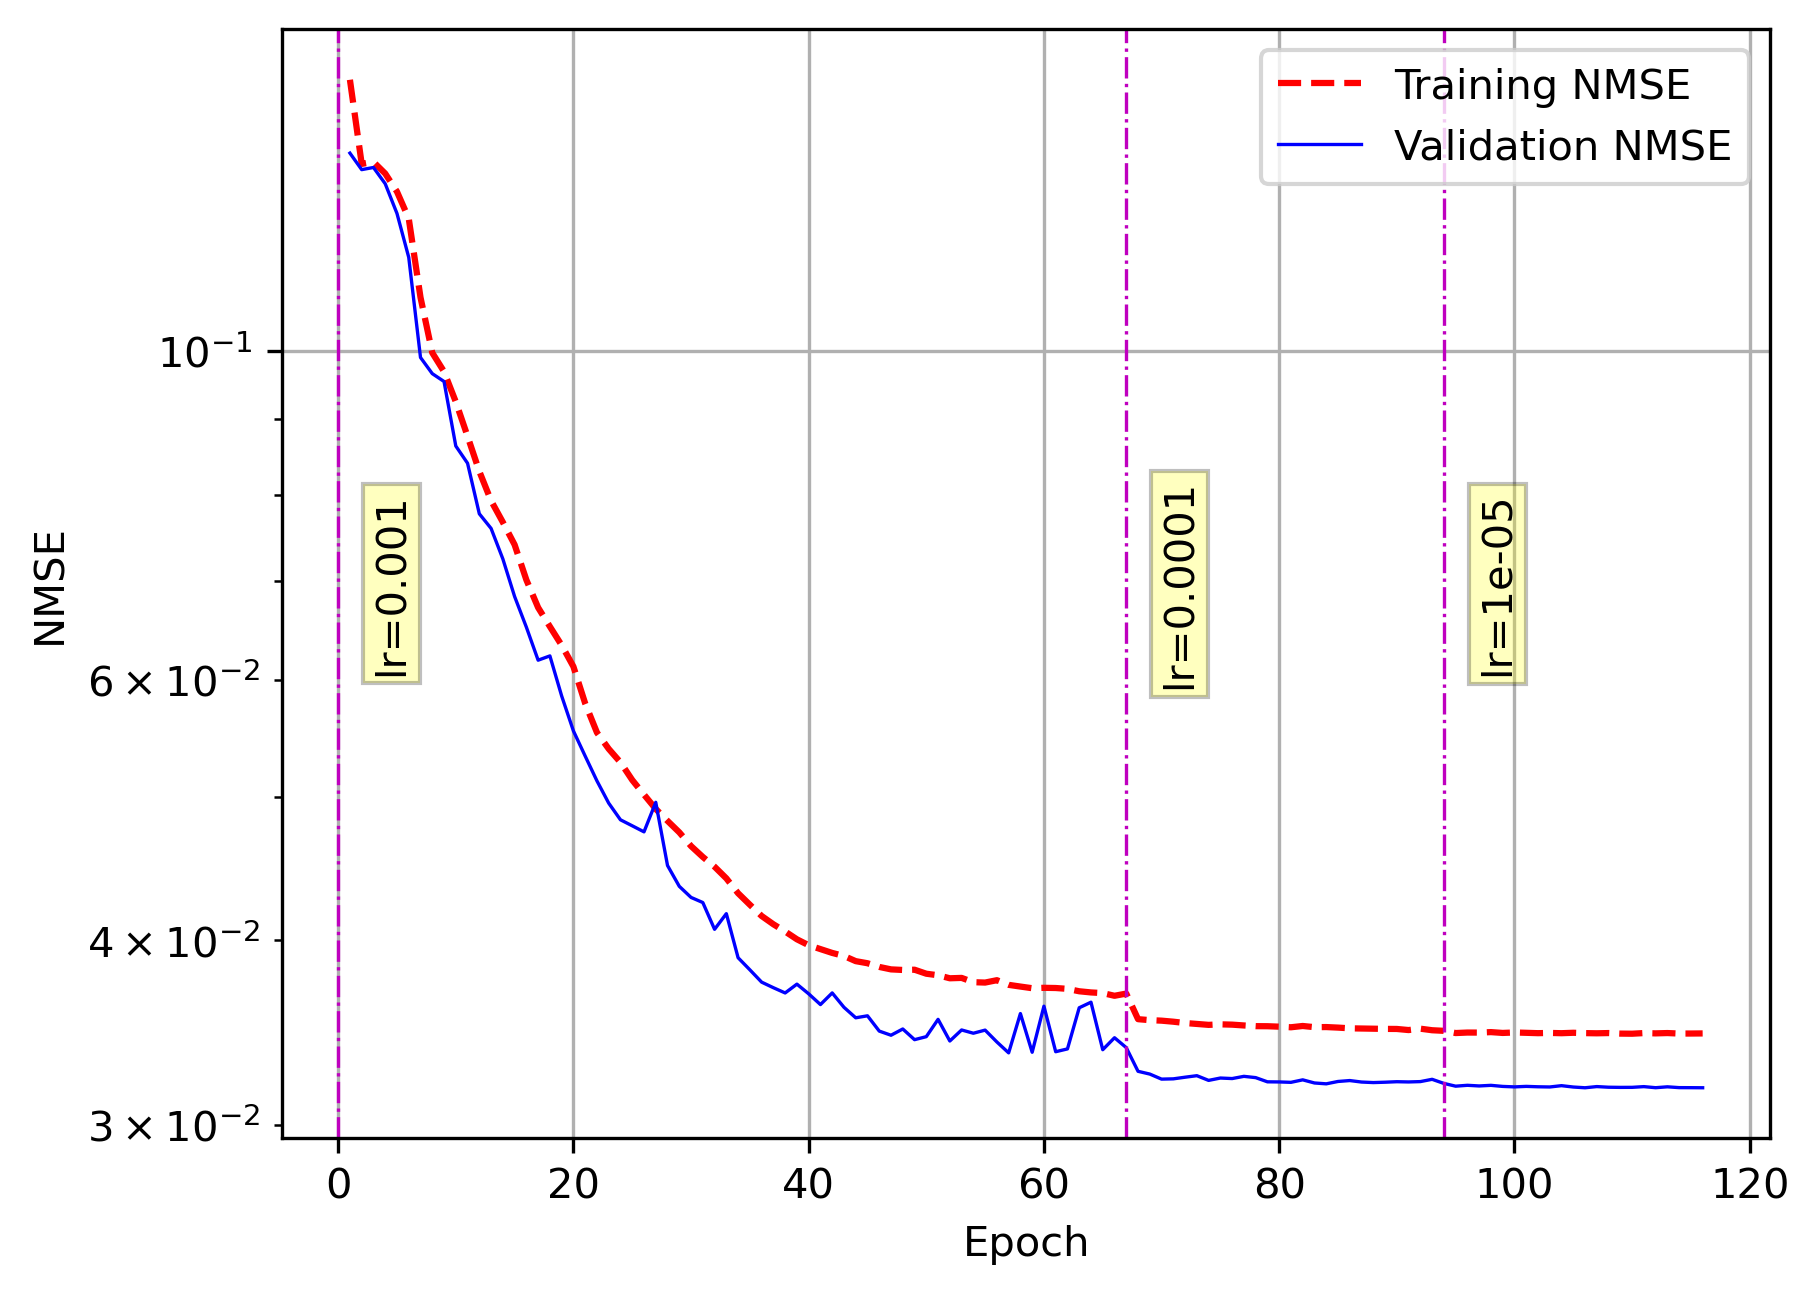 Training NMSE
Validation NMSE
NMSE
10⁻¹
6 × 10⁻²
4 × 10⁻²
3 × 10⁻²
lr=0.001
lr=0.0001
lr=1e-05
0 20 40 60 80 100 120
Epoch